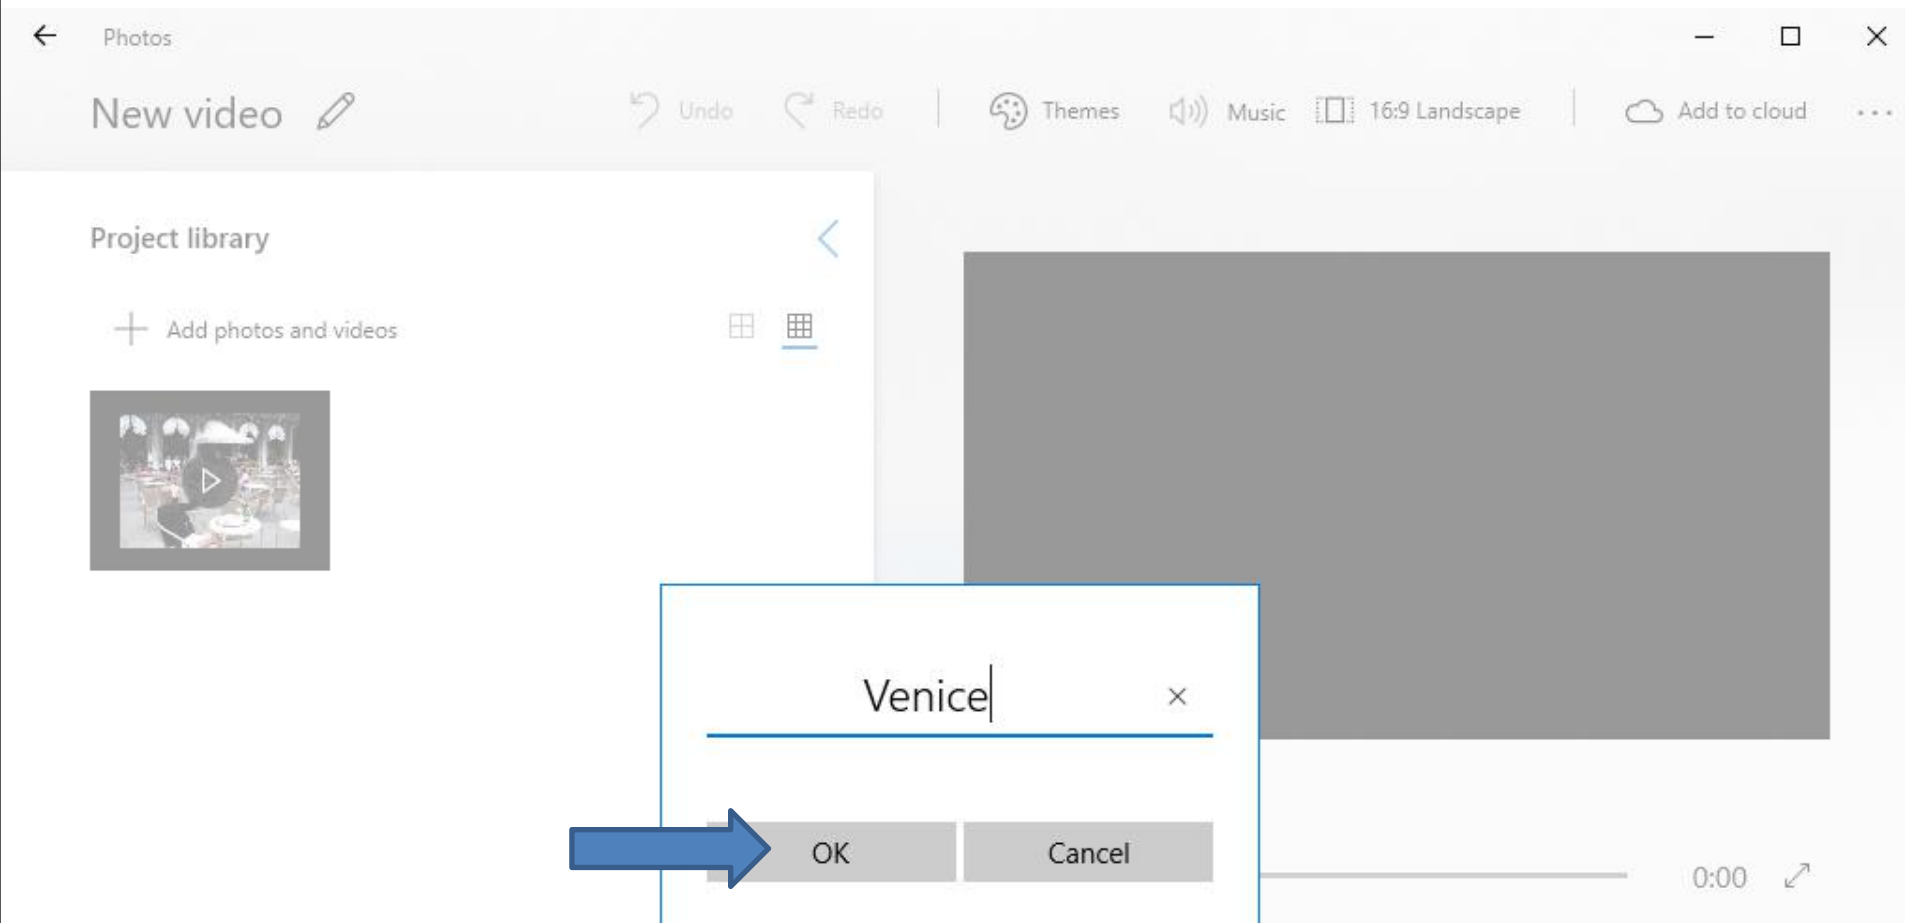 Photos
New video
Undo Redo Themes Music 16:9 Landscape Add to cloud ...
Project library
Add photos and videos
Venice
OK Cancel
0:00